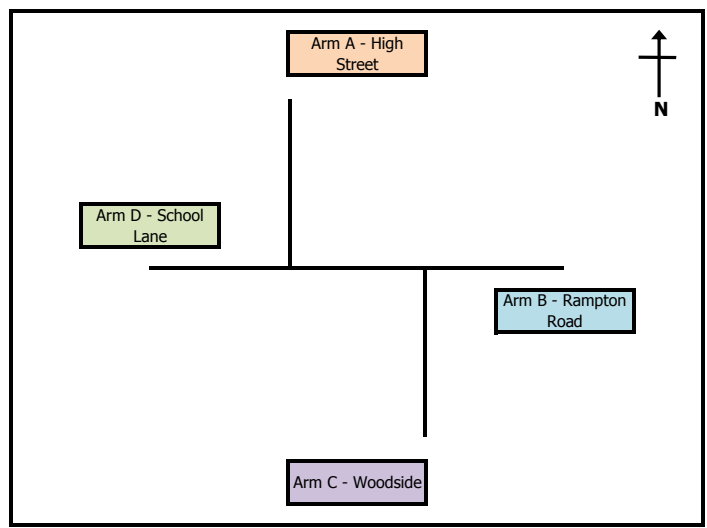 Arm A - High
Street
N
Arm D - School
Lane
Arm B - Rampton
Road
Arm C - Woodside